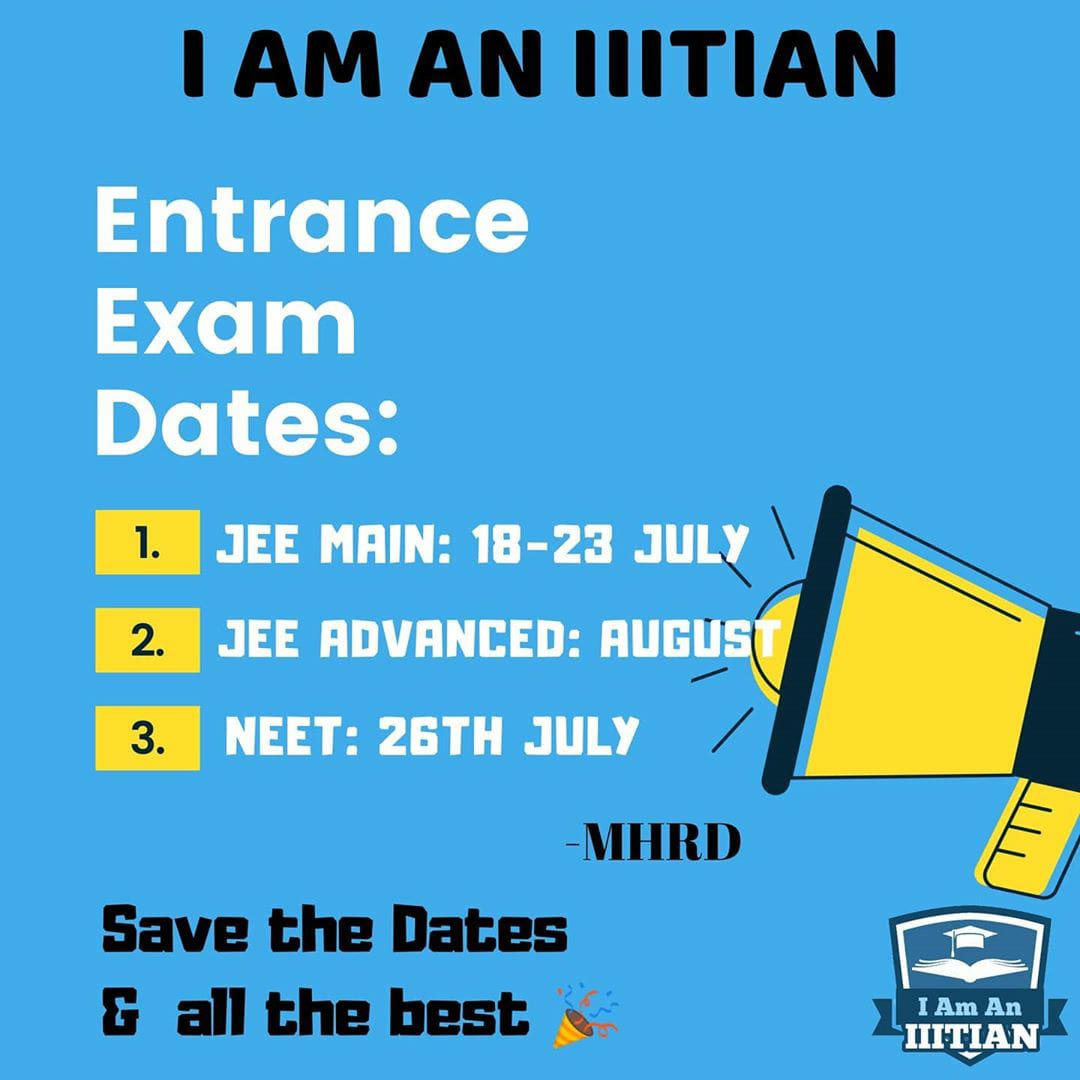 I AM AN IIITIAN
Entrance
Exam
Dates:
1. JEE MAIN: 18-23 JULY
2. JEE ADVANCED: AUGUST
3. NEET: 26TH JULY
-MHRD
Save the Dates
& all the best 🎉
I Am An
IIITIAN